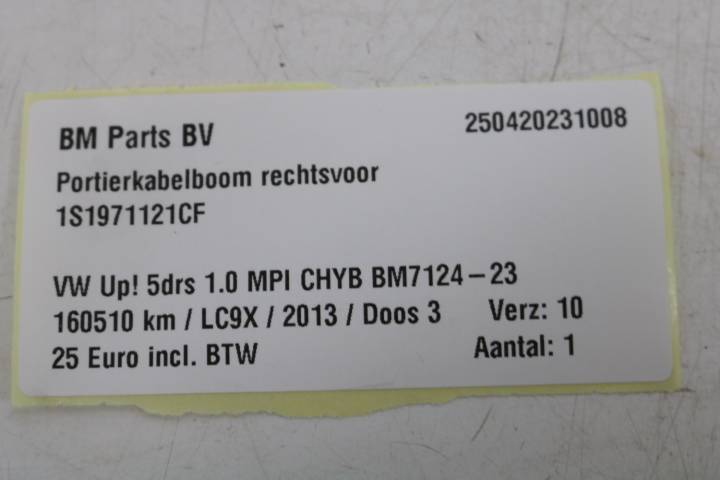 BM Parts BV 250420231008
Portierkabelboom rechtsvoor
1S1971121CF
VW Up! 5drs 1.0 MPI CHYB BM7124-23
160510 km / LC9X / 2013 / Doos 3 Verz: 10
25 Euro incl. BTW Aantal: 1